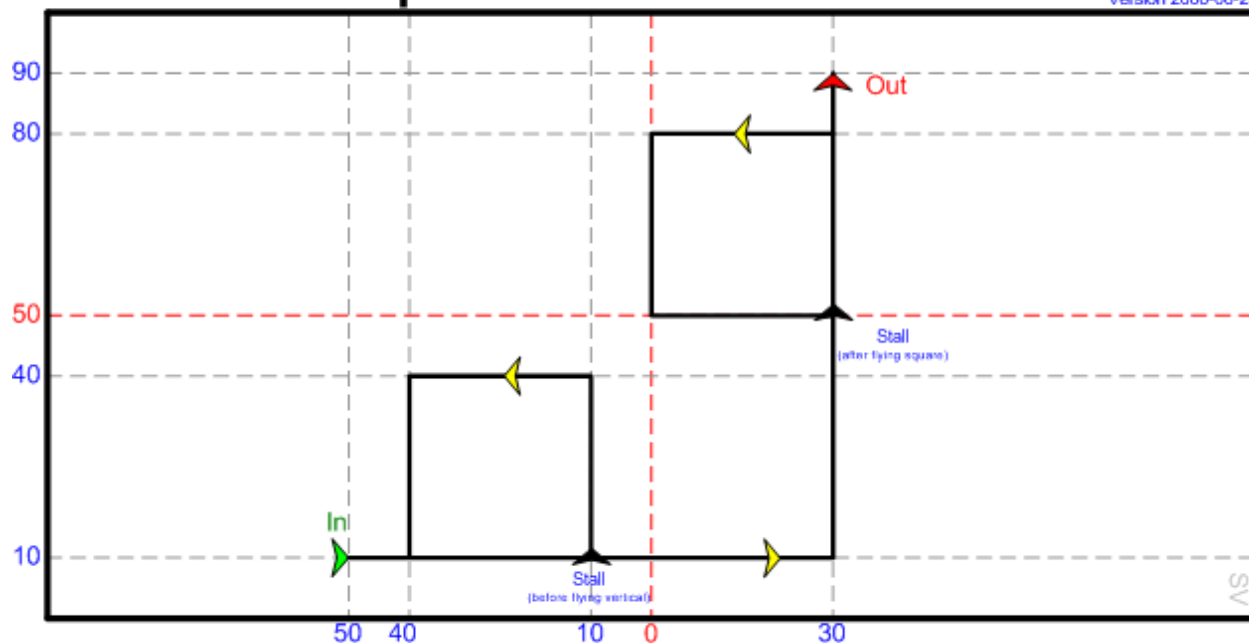 90
Out
80
50
Stall
(after flying square)
40
In
10
Stall
(before flying vertical)
SV
50 40 10 0 30